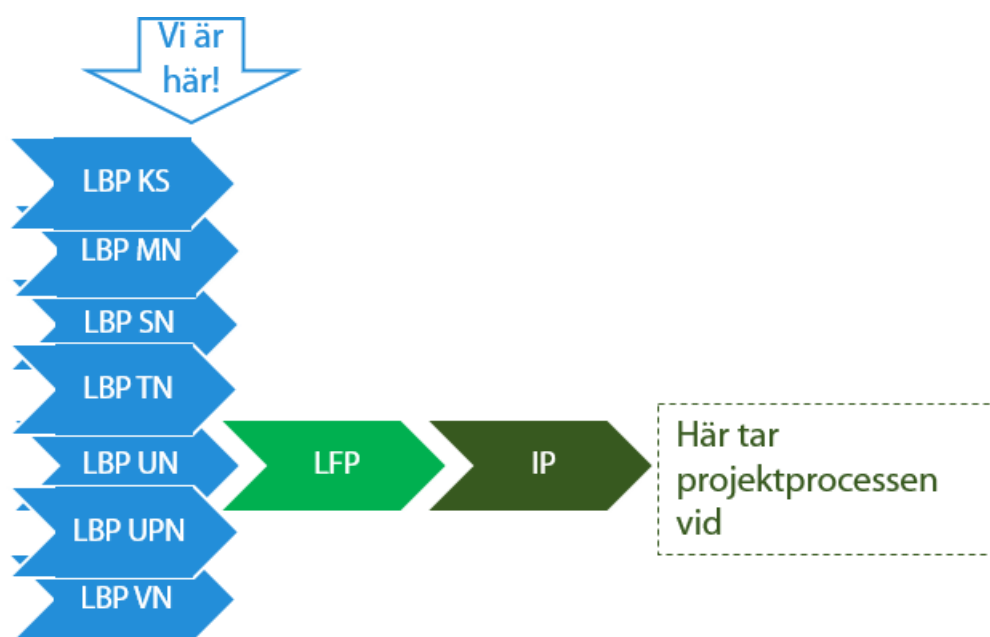 Vi är
här!
LBP KS
LBP MN
LBP SN
LBP TN
LBP UN
LBP UPN
LBP VN
LFP
IP
Här tar
projektprocessen
vid